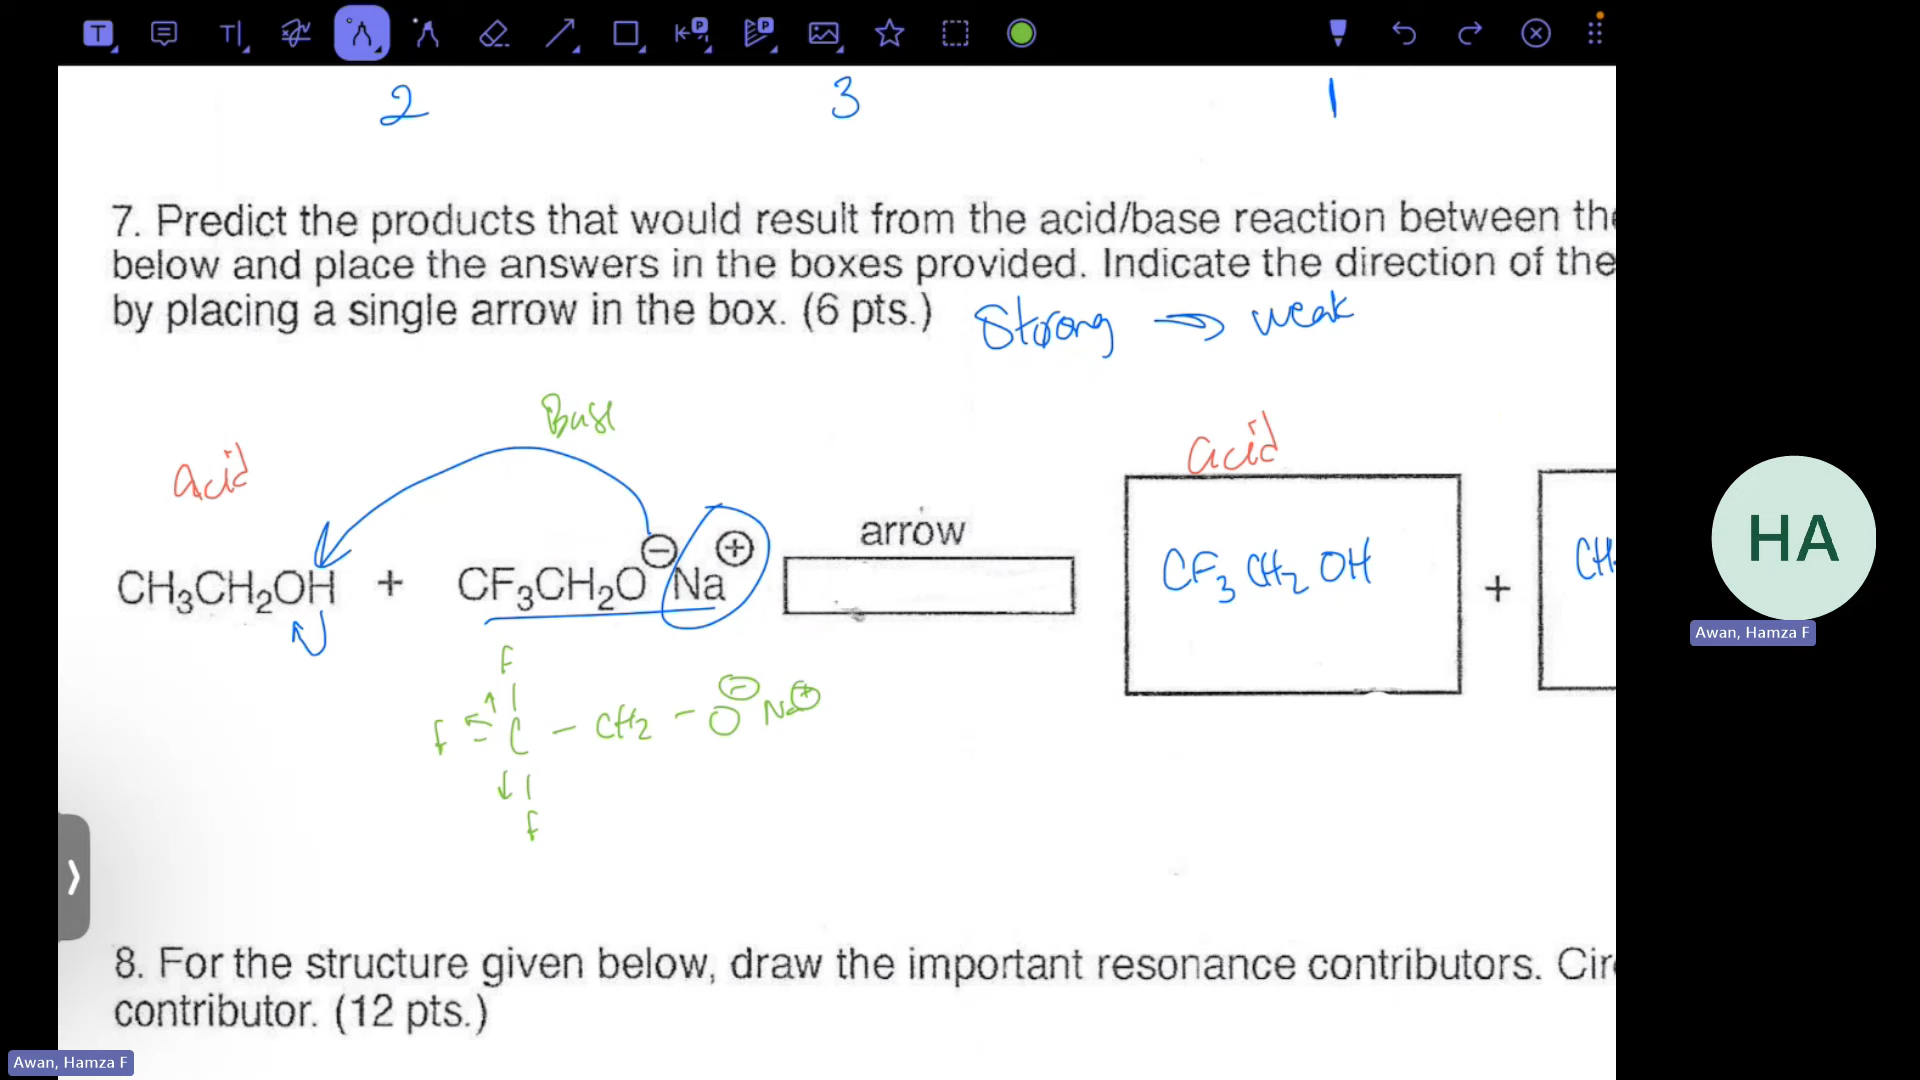 2 3 1
7. Predict the products that would result from the acid/base reaction between the
below and place the answers in the boxes provided. Indicate the direction of the
by placing a single arrow in the box. (6 pts.) Strong → weak
Base
acid
acid
arrow
CH₃CH₂OH + CF₃CH₂O⊖ Na⊕
CF₃ CH₂ OH + CH
F
F - C - CH₂ - O⊖ Na⊕
F
8. For the structure given below, draw the important resonance contributors. Cir
contributor. (12 pts.)
HA
Awan, Hamza F
Awan, Hamza F